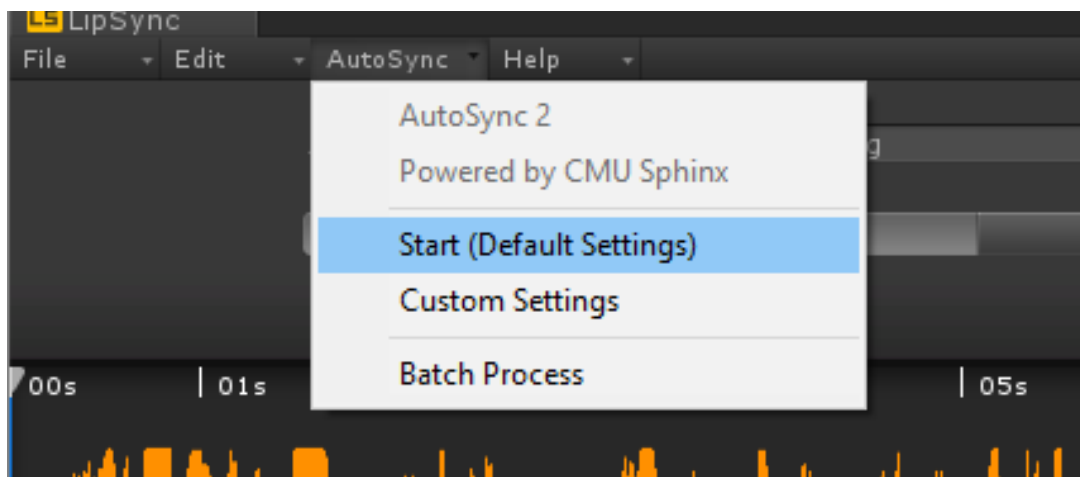 LS LipSync
File Edit AutoSync Help
AutoSync 2
Powered by CMU Sphinx
Start (Default Settings)
Custom Settings
Batch Process
00s 01s 05s